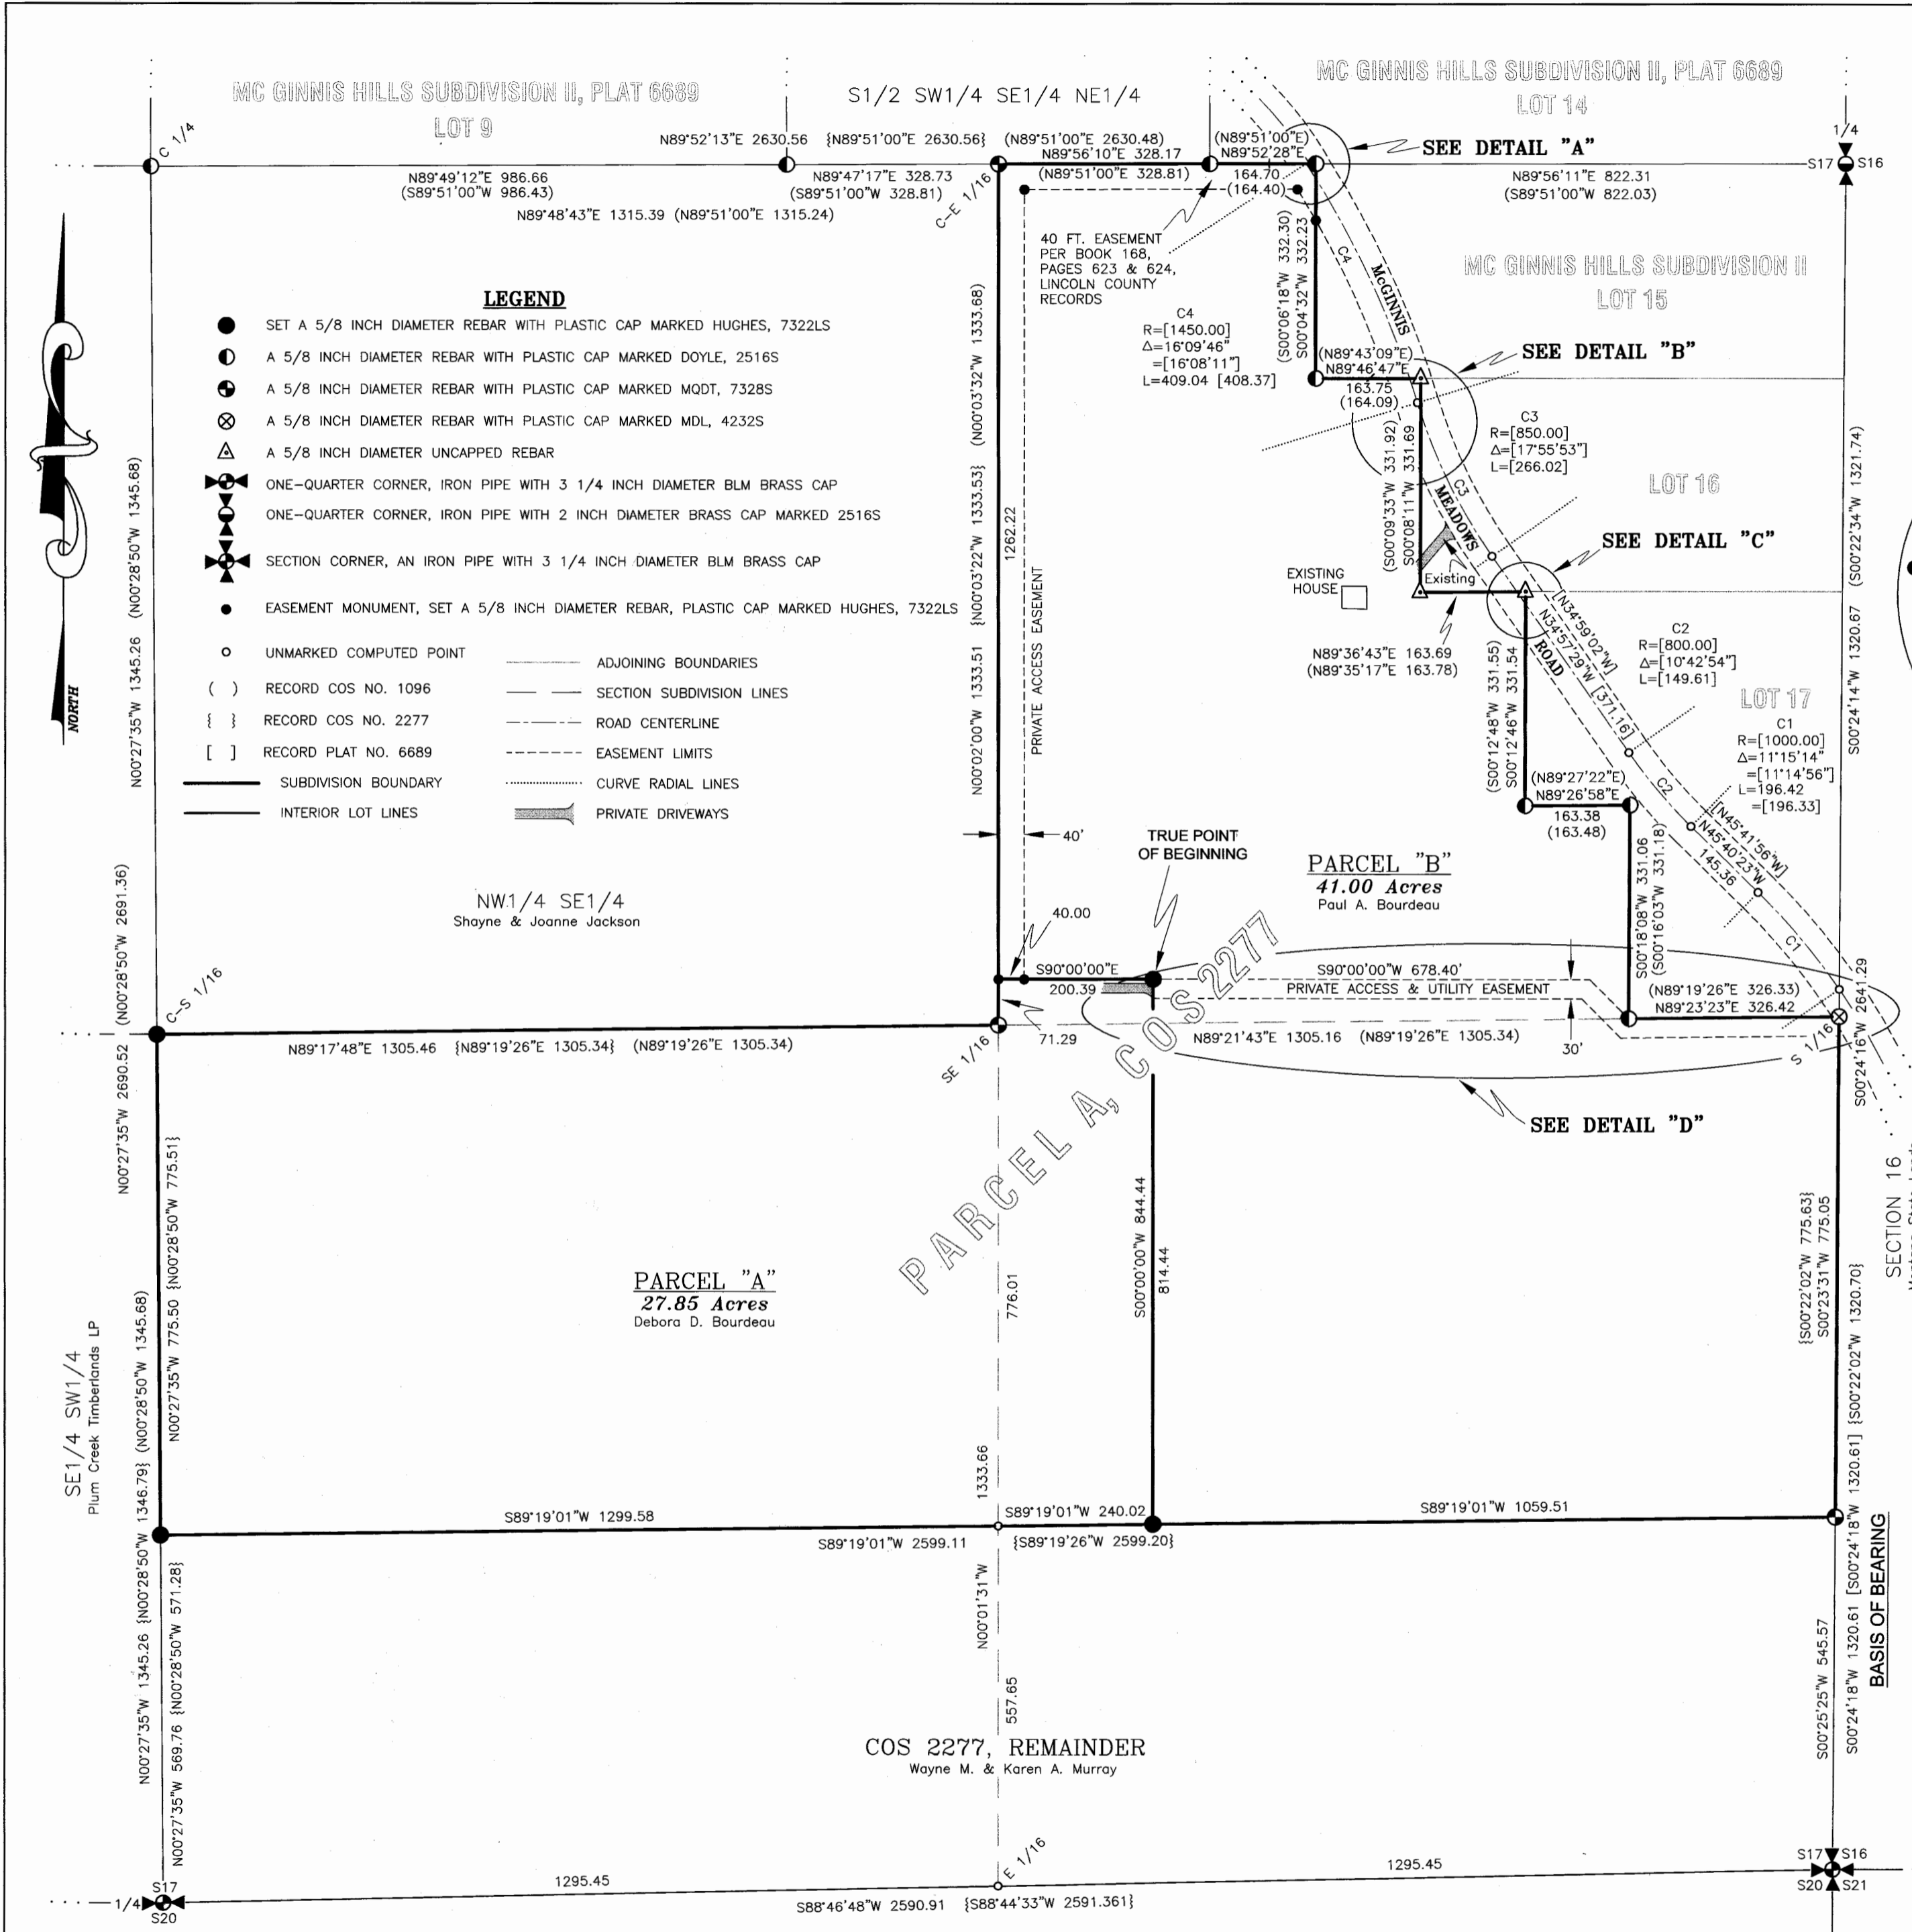 MC GINNIS HILLS SUBDIVISION II, PLAT 6689
LOT 9
S1/2 SW1/4 SE1/4 NE1/4
MC GINNIS HILLS SUBDIVISION II, PLAT 6689
LOT 14
C 1/4
N89°52'13"E 2630.56 {N89°51'00"E 2630.56} (N89°51'00"E 2630.48)
(N89°51'00"E)
SEE DETAIL "A"
1/4
N89°49'12"E 986.66
(S89°51'00"W 986.43)
N89°47'17"E 328.73
(S89°51'00"W 328.81)
N89°56'10"E 328.17
(N89°51'00"E 328.81)
N89°52'28"E
164.70
(164.40)
N89°56'11"E 822.31
(S89°51'00"W 822.03)
S17
S16
N89°48'43"E 1315.39 (N89°51'00"E 1315.24)
C-E 1/16
40 FT. EASEMENT
PER BOOK 168,
PAGES 623 & 624,
LINCOLN COUNTY
RECORDS
(S00°06'18"W 332.30)
S00°04'32"W 332.23
C4
McGINNIS
MC GINNIS HILLS SUBDIVISION II
LOT 15
LEGEND
SET A 5/8 INCH DIAMETER REBAR WITH PLASTIC CAP MARKED HUGHES, 7322LS
A 5/8 INCH DIAMETER REBAR WITH PLASTIC CAP MARKED DOYLE, 2516S
A 5/8 INCH DIAMETER REBAR WITH PLASTIC CAP MARKED MQDT, 7328S
A 5/8 INCH DIAMETER REBAR WITH PLASTIC CAP MARKED MDL, 4232S
A 5/8 INCH DIAMETER UNCAPPED REBAR
ONE-QUARTER CORNER, IRON PIPE WITH 3 1/4 INCH DIAMETER BLM BRASS CAP
ONE-QUARTER CORNER, IRON PIPE WITH 2 INCH DIAMETER BRASS CAP MARKED 2516S
SECTION CORNER, AN IRON PIPE WITH 3 1/4 INCH DIAMETER BLM BRASS CAP
EASEMENT MONUMENT, SET A 5/8 INCH DIAMETER REBAR, PLASTIC CAP MARKED HUGHES, 7322LS
UNMARKED COMPUTED POINT
( ) RECORD COS NO. 1096
{ } RECORD COS NO. 2277
[ ] RECORD PLAT NO. 6689
SUBDIVISION BOUNDARY
INTERIOR LOT LINES
ADJOINING BOUNDARIES
SECTION SUBDIVISION LINES
ROAD CENTERLINE
EASEMENT LIMITS
CURVE RADIAL LINES
PRIVATE DRIVEWAYS
NORTH
C4
R=[1450.00]
Δ=16°09'46"
=[16°08'11"]
L=409.04 [408.37]
(N89°43'09"E)
N89°46'47"E
163.75
(164.09)
SEE DETAIL "B"
C3
R=[850.00]
Δ=[17°55'53"]
L=[266.02]
(S00°09'33"W 331.92)
S00°08'11"W 331.69
C3
MEADOWS
LOT 16
SEE DETAIL "C"
EXISTING
HOUSE
Existing
N89°36'43"E 163.69
(N89°35'17"E 163.78)
[N34°59'02"W]
N34°57'29"W [371.16]
ROAD
C2
R=[800.00]
Δ=[10°42'54"]
L=[149.61]
LOT 17
C1
R=[1000.00]
Δ=11°15'14"
=[11°14'56"]
L=196.42
=[196.33]
(S00°12'48"W 331.55)
S00°12'46"W 331.54
C2
(N89°27'22"E)
N89°26'58"E
163.38
(163.48)
[N45°41'56"W]
N45°40'23"W
145.36
C1
S00°18'08"W 331.06
(S00°16'03"W 331.18)
N00°02'00"W 1333.51 {N00°03'22"W 1333.53} (N00°03'32"W 1333.68)
1262.22
PRIVATE ACCESS EASEMENT
N00°27'35"W 1345.26 (N00°28'50"W 1345.68)
S00°24'14"W 1320.67 (S00°22'34"W 1321.74)
40'
TRUE POINT
OF BEGINNING
PARCEL "B"
41.00 Acres
Paul A. Bourdeau
NW1/4 SE1/4
Shayne & Joanne Jackson
40.00
S90°00'00"E
200.39
S90°00'00"W 678.40'
PRIVATE ACCESS & UTILITY EASEMENT
(N89°19'26"E 326.33)
N89°23'23"E 326.42
C-S 1/16
N89°17'48"E 1305.46 {N89°19'26"E 1305.34} (N89°19'26"E 1305.34)
SE 1/16
71.29
N89°21'43"E 1305.16 (N89°19'26"E 1305.34)
30'
S 1/16
S00°24'16"W 2641.29
N00°27'35"W 2690.52 (N00°28'50"W 2691.36)
SEE DETAIL "D"
PARCEL A, COS 2277
N00°27'35"W 775.50 {N00°28'50"W 775.51}
PARCEL "A"
27.85 Acres
Debora D. Bourdeau
776.01
S00°00'00"W 844.44
814.44
{S00°22'02"W 775.63}
S00°23'31"W 775.05
SECTION 16
SE1/4 SW1/4
Plum Creek Timberlands LP
N00°27'35"W 1345.26 {N00°28'50"W 1346.79} (N00°28'50"W 1345.68)
1333.66
S89°19'01"W 1299.58
S89°19'01"W 240.02
S89°19'01"W 1059.51
S89°19'01"W 2599.11 {S89°19'26"W 2599.20}
N00°27'35"W 569.76 {N00°28'50"W 571.28}
N00°01'31"W
557.65
S00°25'25"W 545.57
S00°24'18"W 1320.61 [S00°24'18"W 1320.61] {S00°22'02"W 1320.70}
BASIS OF BEARING
COS 2277, REMAINDER
Wayne M. & Karen A. Murray
E 1/16
1295.45
1295.45
S88°46'48"W 2590.91 {S88°44'33"W 2591.361}
1/4
S17
S20
S17 S16
S20 S21